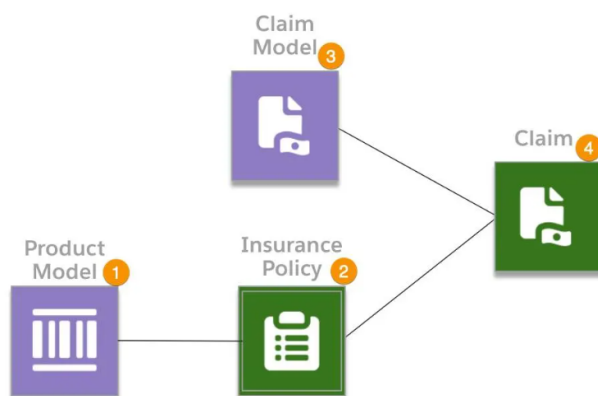 Claim
Model 3
Claim 4
Product
Model 1
Insurance
Policy 2